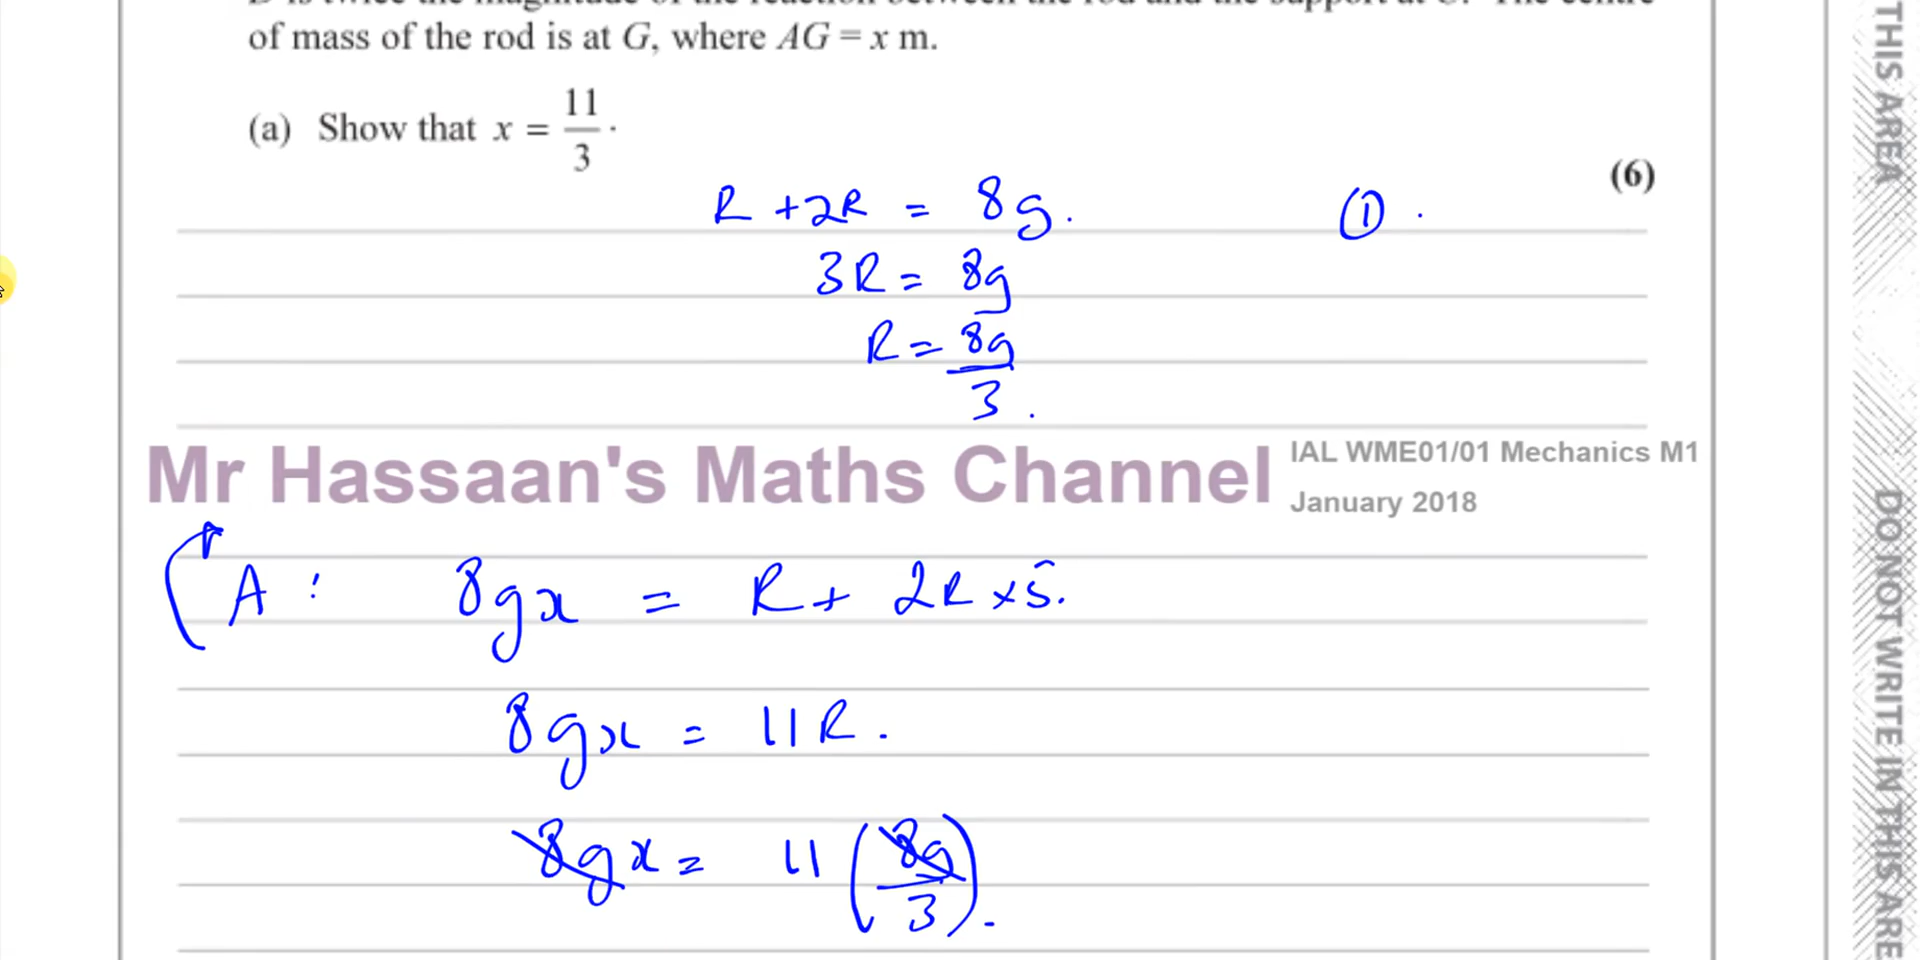 of mass of the rod is at G, where AG = x m.
(a) Show that x = 11/3.
(6)
R + 2R = 8g. ①.
3R = 8g
R = 8g/3.
Mr Hassaan's Maths Channel
IAL WME01/01 Mechanics M1
January 2018
A: 8gx = R + 2R × 5.
8gx = 11R.
8gx = 11(8g/3).
THIS AREA
DO NOT WRITE IN THIS ARE